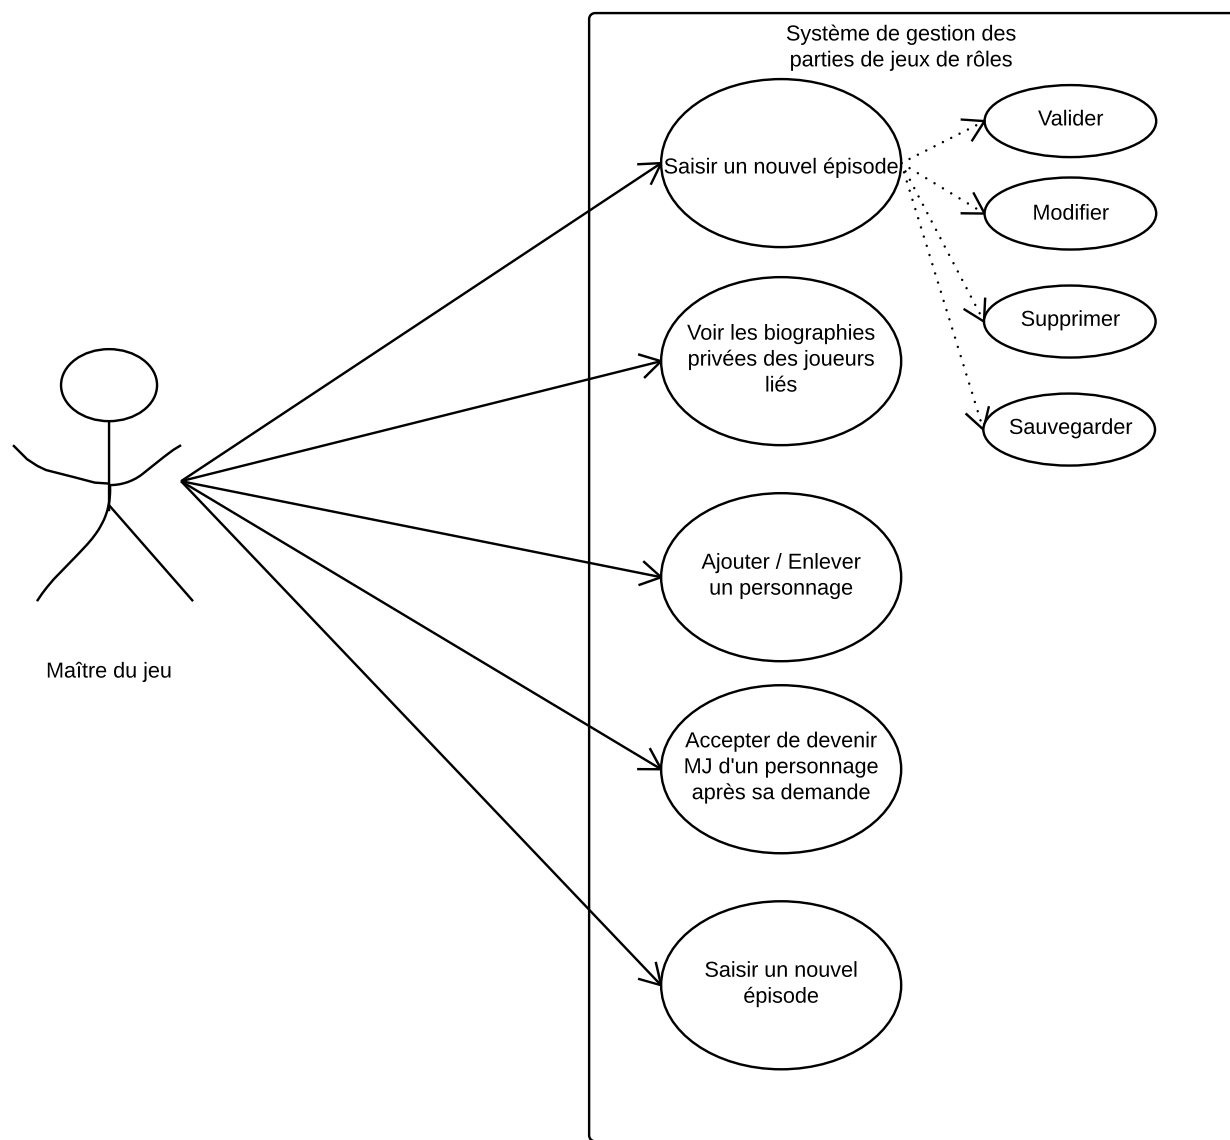 Système de gestion des
parties de jeux de rôles
Saisir un nouvel épisode
Valider
Modifier
Supprimer
Sauvegarder
Voir les biographies
privées des joueurs
liés
Ajouter / Enlever
un personnage
Maître du jeu
Accepter de devenir
MJ d'un personnage
après sa demande
Saisir un nouvel
épisode